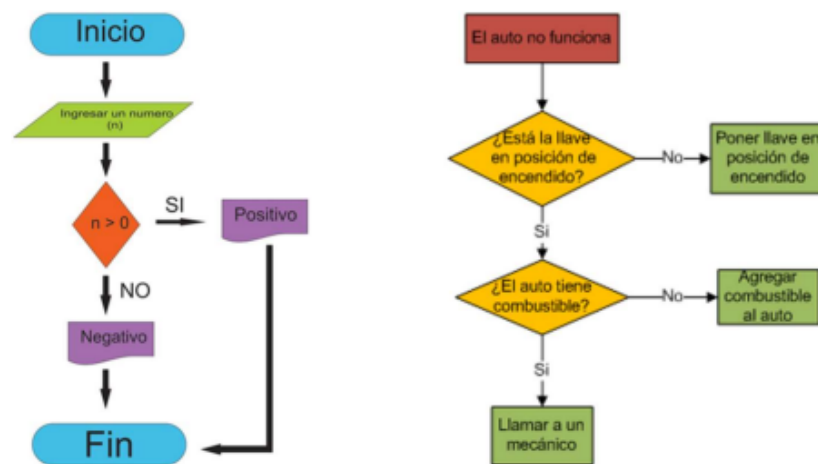 Inicio
Ingresar un numero
(n)
n > 0
SI
Positivo
NO
Negativo
Fin
El auto no funciona
¿Está la llave
en posición de
encendido?
No
Poner llave en
posición de
encendido
Si
¿El auto tiene
combustible?
No
Agregar
combustible
al auto
Si
Llamar a un
mecánico